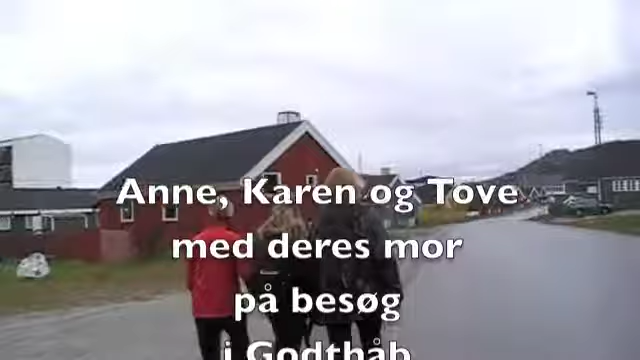 Anne, Karen og Tove
med deres mor
på besøg
i Godthåb